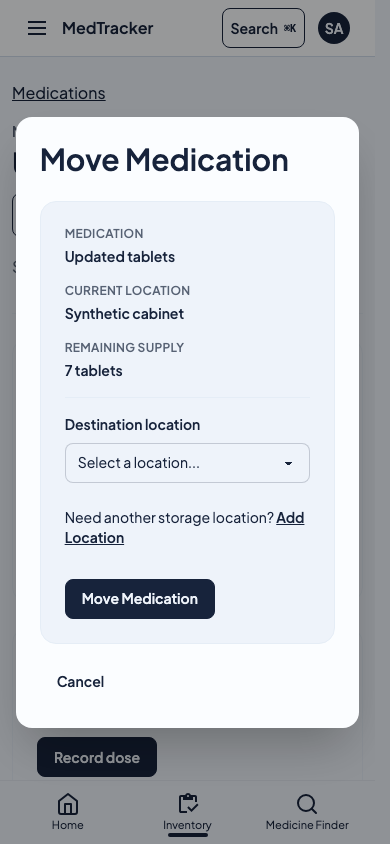 MedTracker
Search ⌘K
SA
Medications
Move Medication
MEDICATION
Updated tablets
CURRENT LOCATION
Synthetic cabinet
REMAINING SUPPLY
7 tablets
Destination location
Select a location...
Need another storage location? Add
Location
Move Medication
Cancel
Record dose
Home
Inventory
Medicine Finder